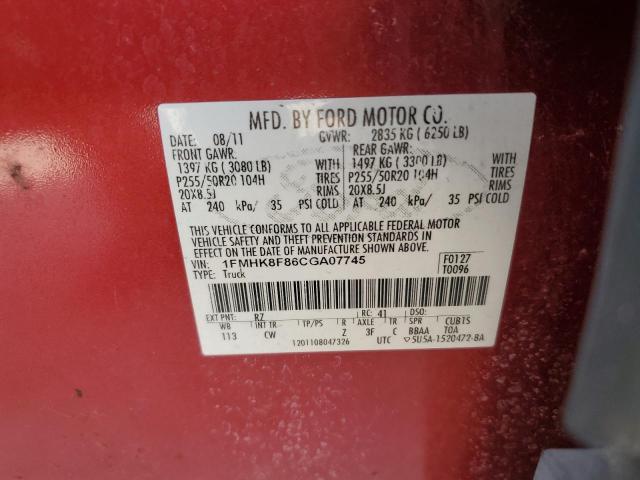 MFD. BY FORD MOTOR CO.
DATE: 08/11 GVWR: 2835 KG ( 6250 LB)
FRONT GAWR: REAR GAWR:
1397 KG ( 3080 LB) WITH 1497 KG ( 3300 LB) WITH
P255/50R20 104H TIRES P255/50R20 104H TIRES
20X8.5J RIMS 20X8.5J RIMS
AT 240 kPa/ 35 PSI COLD AT 240 kPa/ 35 PSI COLD
THIS VEHICLE CONFORMS TO ALL APPLICABLE FEDERAL MOTOR
VEHICLE SAFETY AND THEFT PREVENTION STANDARDS IN EFFECT ON
THE DATE OF MANUFACTURE SHOWN ABOVE.
VIN: 1FMHK8F86CGA07745 F0127
TYPE: Truck T0096
EXT PNT: RZ RC: 41 DSO:
WB INT TR TP/PS R AXLE TR SPR CUBTS
113 CW Z 3F C BBAA TOA
1201108047326 UTC ▽5U5A-1520472-BA